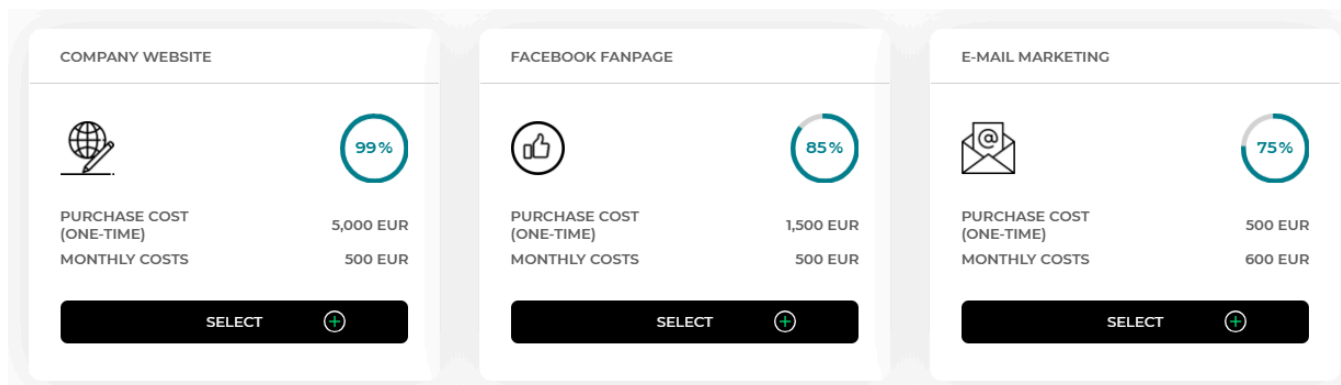 COMPANY WEBSITE
99%
PURCHASE COST
(ONE-TIME)
5,000 EUR
MONTHLY COSTS
500 EUR
SELECT
FACEBOOK FANPAGE
85%
PURCHASE COST
(ONE-TIME)
1,500 EUR
MONTHLY COSTS
500 EUR
SELECT
E-MAIL MARKETING
@
75%
PURCHASE COST
(ONE-TIME)
500 EUR
MONTHLY COSTS
600 EUR
SELECT